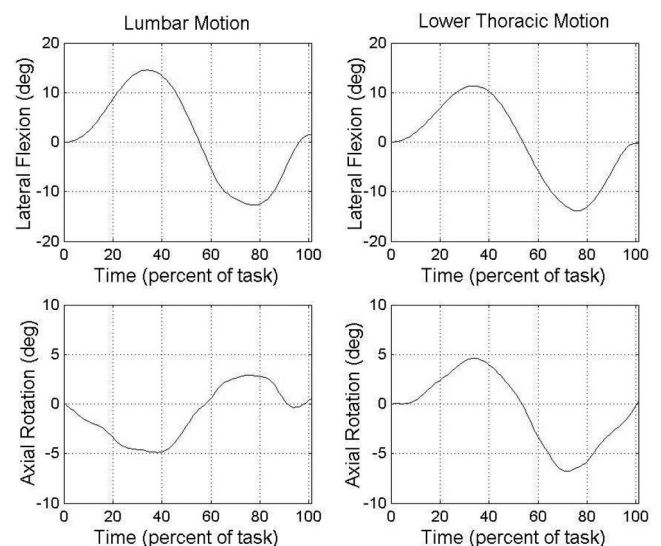 Lumbar Motion
Lateral Flexion (deg)
20
10
0
-10
-20
0 20 40 60 80 100
Time (percent of task)
Lower Thoracic Motion
Lateral Flexion (deg)
20
10
0
-10
-20
0 20 40 60 80 100
Time (percent of task)
Axial Rotation (deg)
10
5
0
-5
-10
0 20 40 60 80 100
Time (percent of task)
Axial Rotation (deg)
10
5
0
-5
-10
0 20 40 60 80 100
Time (percent of task)